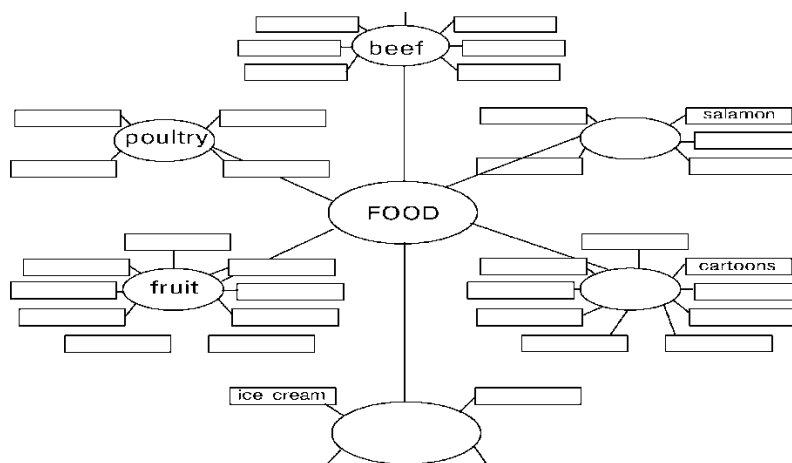 beef
salamon
poultry
FOOD
cartoons
fruit
ice cream